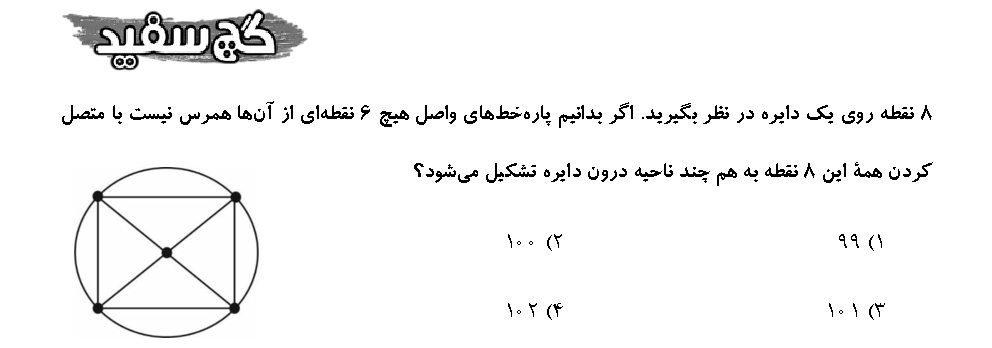 گچ سفید
۸ نقطه روی یک دایره در نظر بگیرید. اگر بدانیم پاره‌خط‌های واصل هیچ ۶ نقطه‌ای از آن‌ها همرس نیست با متصل
کردن همهٔ این ۸ نقطه به هم چند ناحیه درون دایره تشکیل می‌شود؟
۱) ۹۹
۲) ۱۰۰
۳) ۱۰۱
۴) ۱۰۲